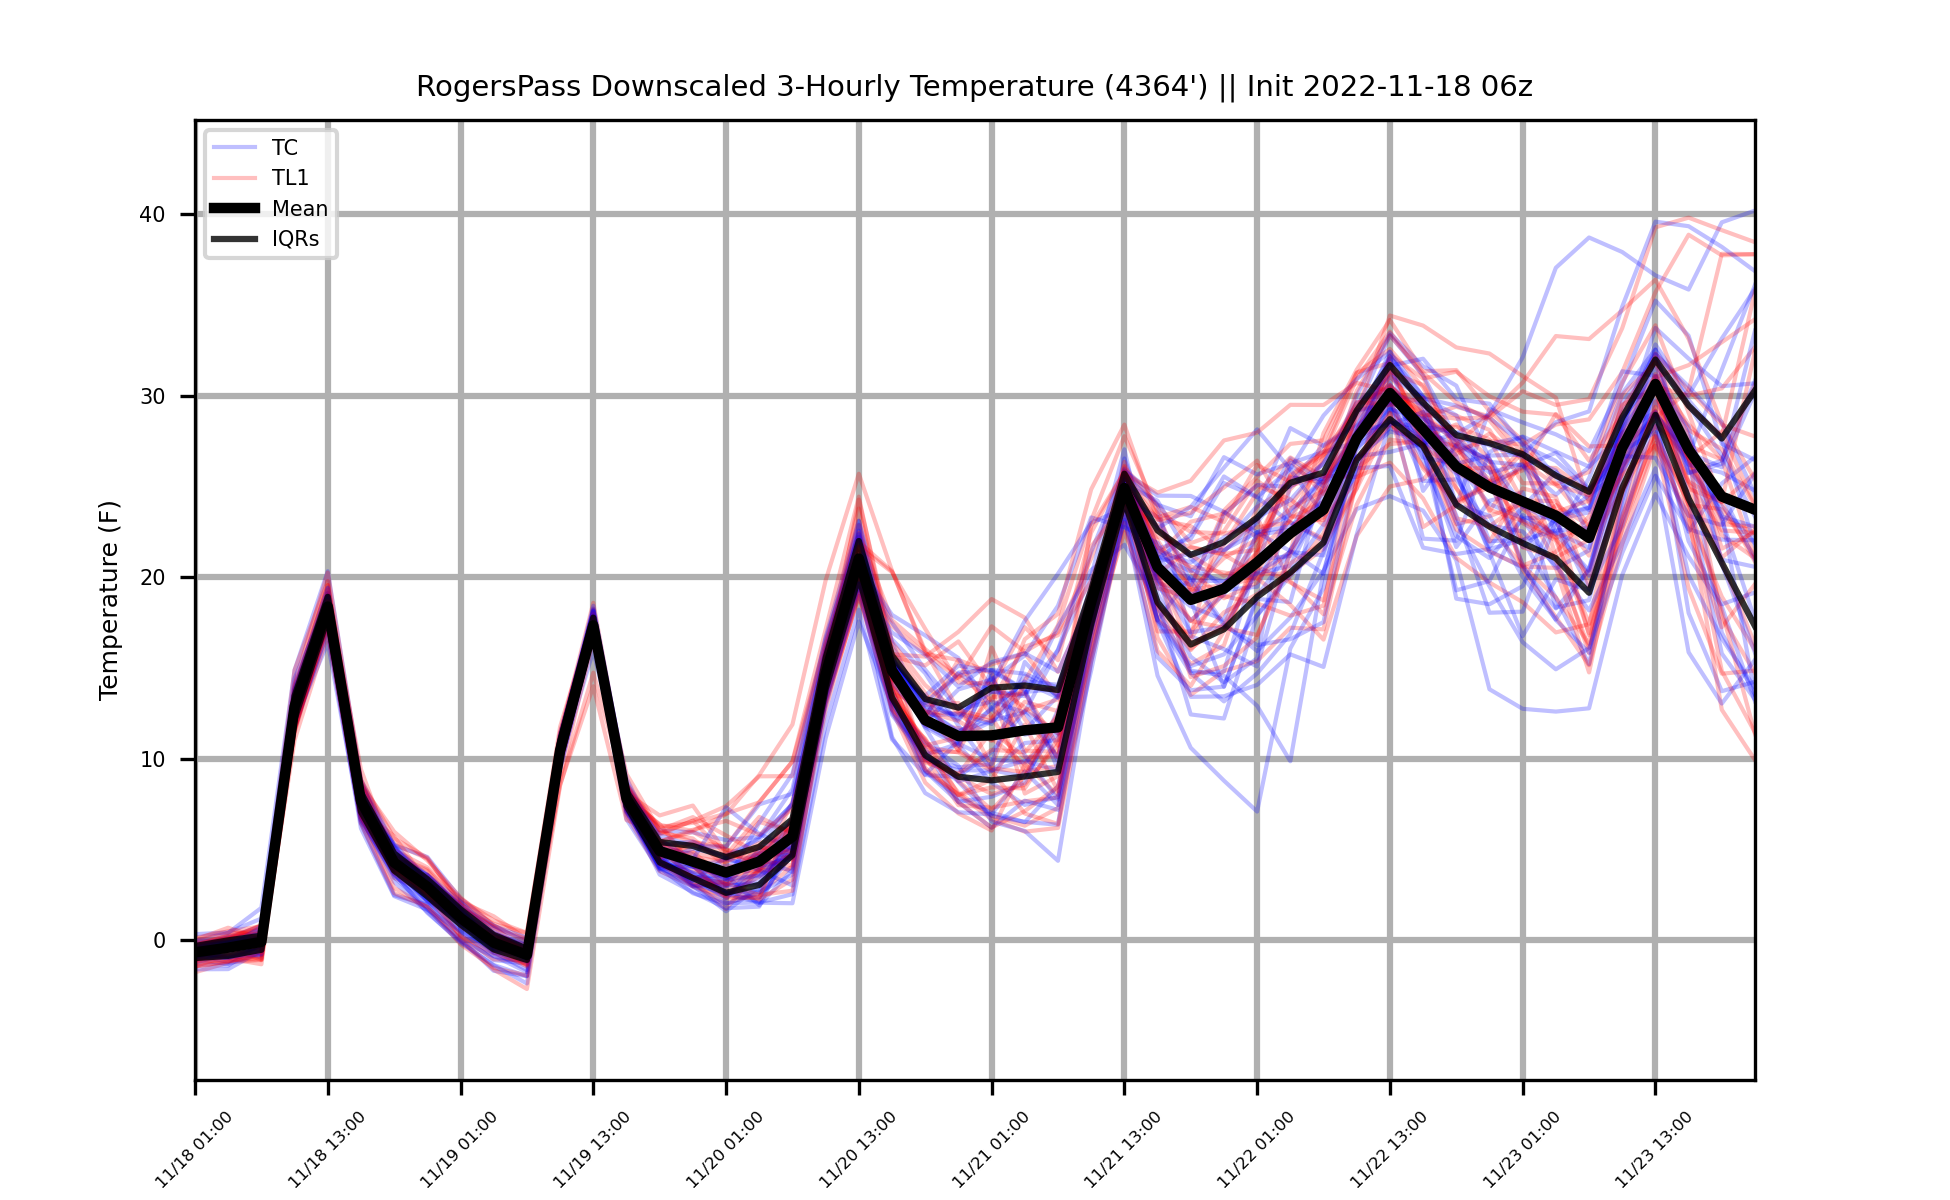 RogersPass Downscaled 3-Hourly Temperature (4364') || Init 2022-11-18 06z
TC
TL1
Mean
IQRs
Temperature (F)
40
30
20
10
0
11/18 01:00
11/18 13:00
11/19 01:00
11/19 13:00
11/20 01:00
11/20 13:00
11/21 01:00
11/21 13:00
11/22 01:00
11/22 13:00
11/23 01:00
11/23 13:00